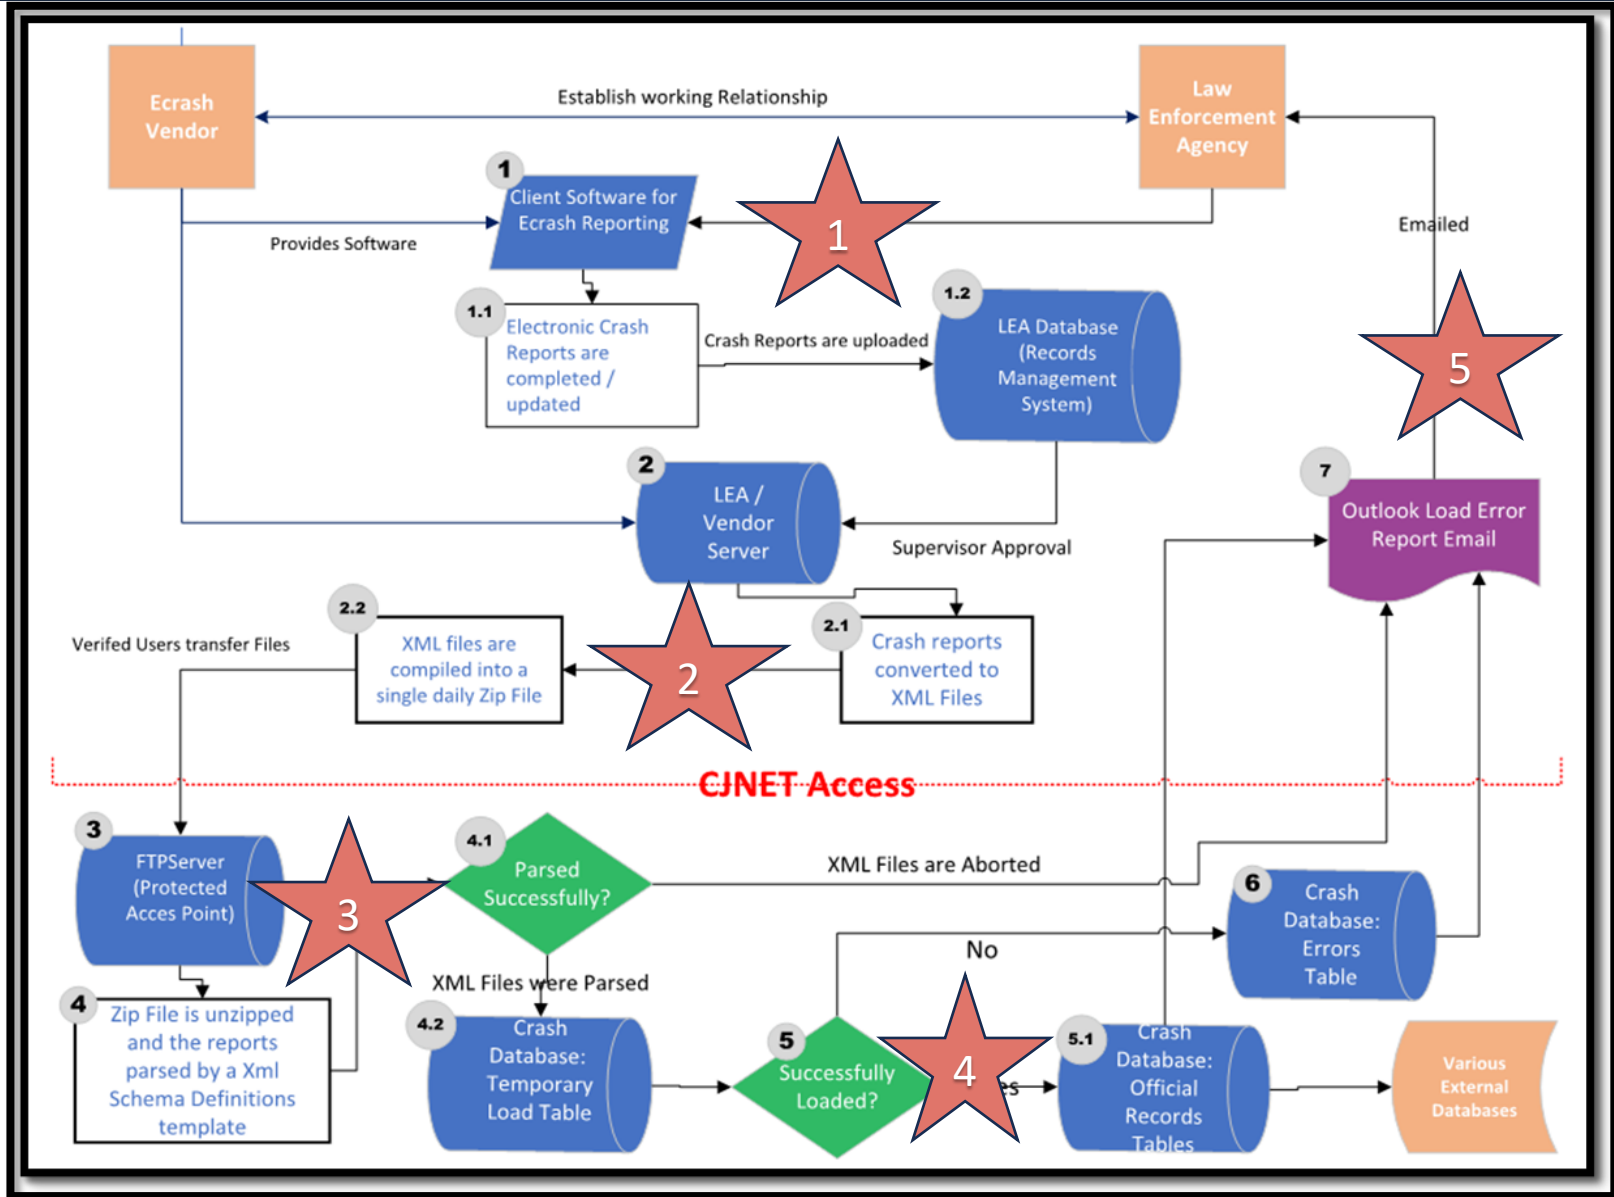 Ecrash
Vendor
Establish working Relationship
Law
Enforcement
Agency
1
Client Software for
Ecrash Reporting
1
Provides Software
Emailed
1.1
Electronic Crash
Reports are
completed /
updated
Crash Reports are uploaded
1.2
LEA Database
(Records
Management
System)
5
2
LEA /
Vendor
Server
Supervisor Approval
7
Outlook Load Error
Report Email
2.2
XML files are
compiled into a
single daily Zip File
2
2.1
Crash reports
converted to
XML Files
Verifed Users transfer Files
CJNET Access
3
FTPServer
(Protected
Acces Point)
3
4.1
Parsed
Successfully?
XML Files are Aborted
6
Crash
Database:
Errors
Table
No
XML Files were Parsed
4
Zip File is unzipped
and the reports
parsed by a Xml
Schema Definitions
template
4.2
Crash
Database:
Temporary
Load Table
5
Successfully
Loaded?
4
es
5.1
Crash
Database:
Official
Records
Tables
Various
External
Databases